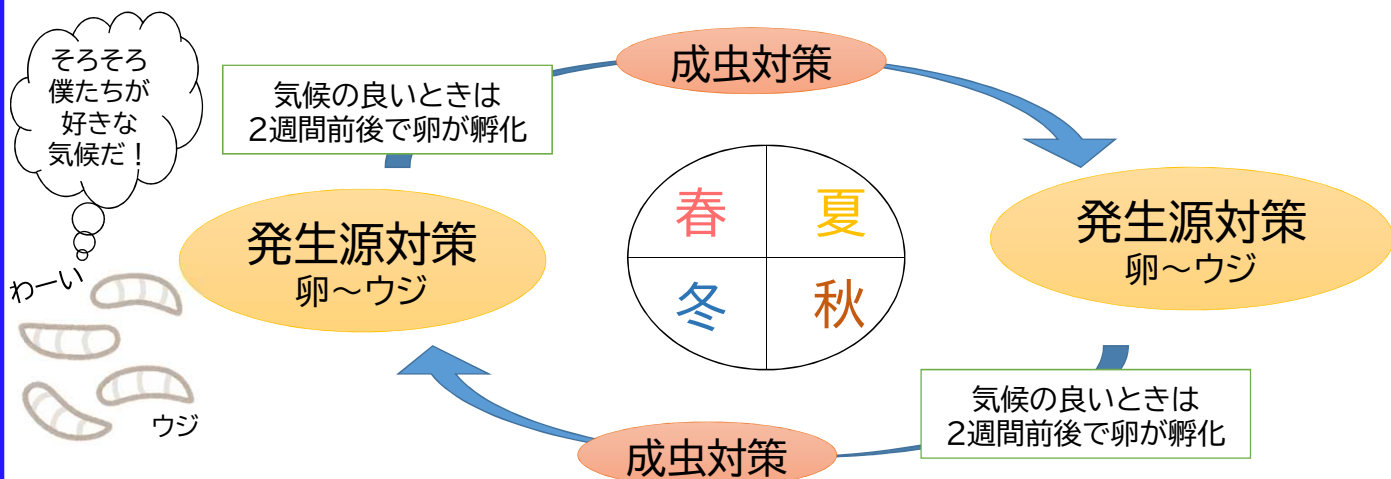 そろそろ
僕たちが
好きな
気候だ！
気候の良いときは
2週間前後で卵が孵化
成虫対策
発生源対策
卵～ウジ
春
夏
冬
秋
発生源対策
卵～ウジ
わーい
ウジ
成虫対策
気候の良いときは
2週間前後で卵が孵化